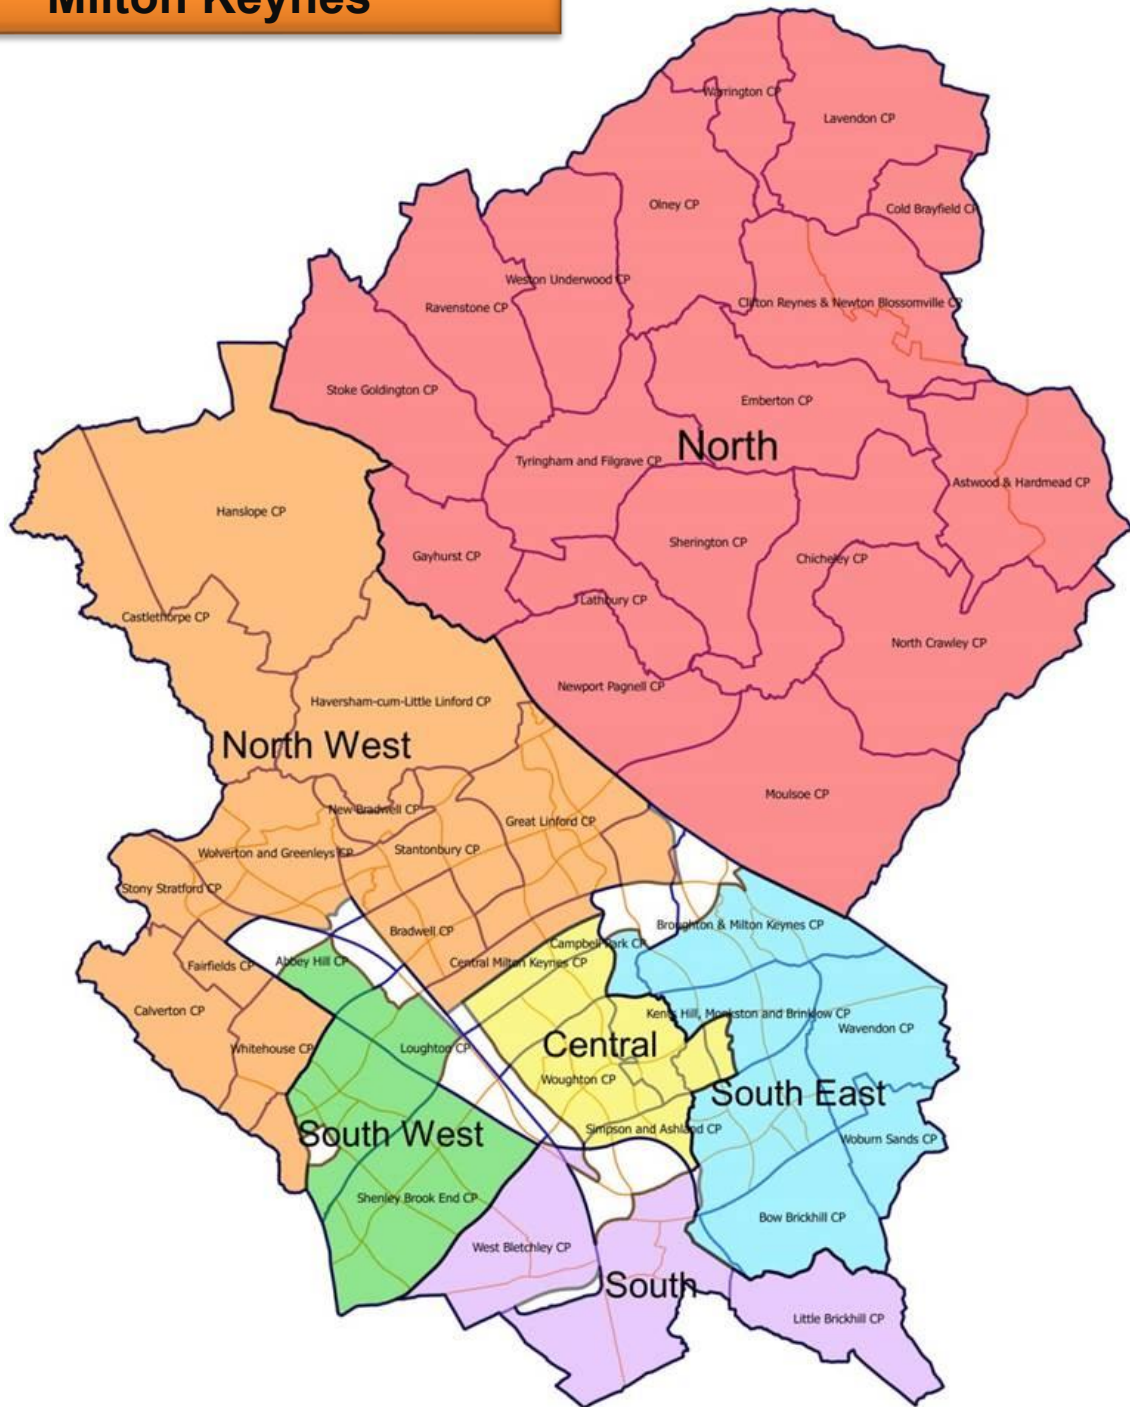 Milton Keynes
Warrington CP
Lavendon CP
Olney CP
Cold Brayfield CP
Weston Underwood CP
Ravenstone CP
Clifton Reynes & Newton Blossomville CP
Stoke Goldington CP
Emberton CP
North
Tyringham and Filgrave CP
Astwood & Hardmead CP
Hanslope CP
Sherington CP
Gayhurst CP
Chicheley CP
Lathbury CP
Castlethorpe CP
North Crawley CP
Newport Pagnell CP
Haversham-cum-Little Linford CP
North West
Moulsoe CP
New Bradwell CP
Great Linford CP
Stantonbury CP
Wolverton and Greenleys CP
Stony Stratford CP
Broughton & Milton Keynes CP
Bradwell CP
Campbell Park CP
Abbey Hill CP
Central Milton Keynes CP
Fairfields CP
Calverton CP
Kents Hill, Monkston and Brinklow CP
Wavendon CP
Whitehouse CP
Loughton CP
Central
Woughton CP
South East
Simpson and Ashland CP
South West
Woburn Sands CP
Shenley Brook End CP
Bow Brickhill CP
West Bletchley CP
South
Little Brickhill CP